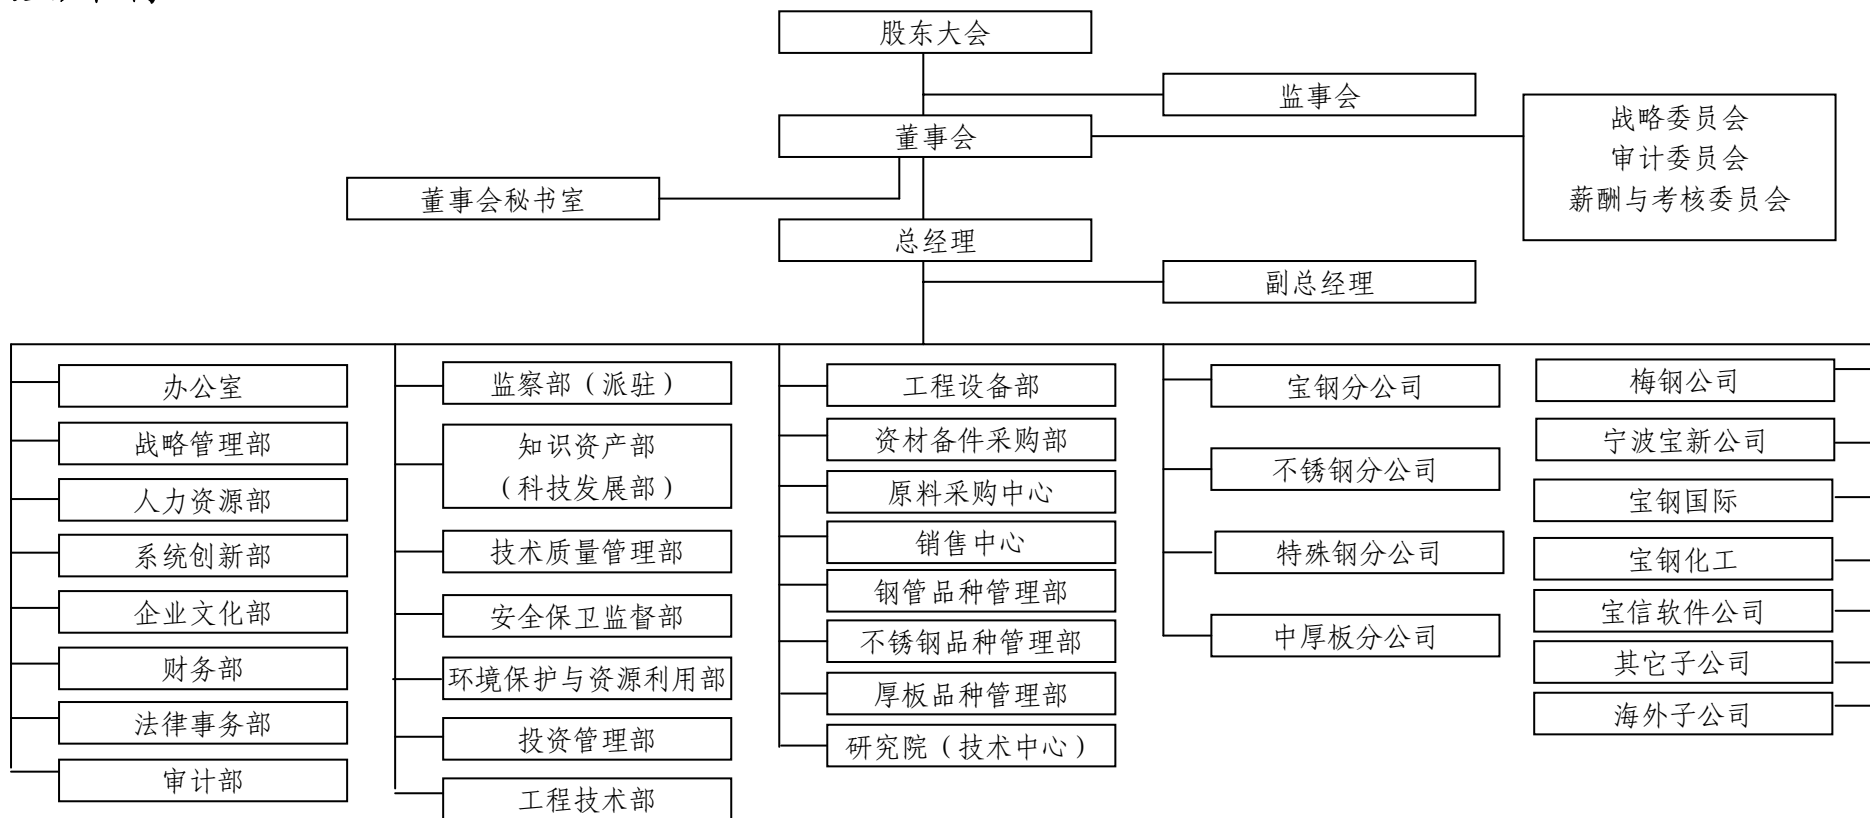 股东大会
监事会
董事会
战略委员会
审计委员会
薪酬与考核委员会
董事会秘书室
总经理
副总经理
办公室
战略管理部
人力资源部
系统创新部
企业文化部
财务部
法律事务部
审计部
监察部（派驻）
知识资产部
（科技发展部）
技术质量管理部
安全保卫监督部
环境保护与资源利用部
投资管理部
工程技术部
工程设备部
资材备件采购部
原料采购中心
销售中心
钢管品种管理部
不锈钢品种管理部
厚板品种管理部
研究院（技术中心）
宝钢分公司
不锈钢分公司
特殊钢分公司
中厚板分公司
梅钢公司
宁波宝新公司
宝钢国际
宝钢化工
宝信软件公司
其它子公司
海外子公司